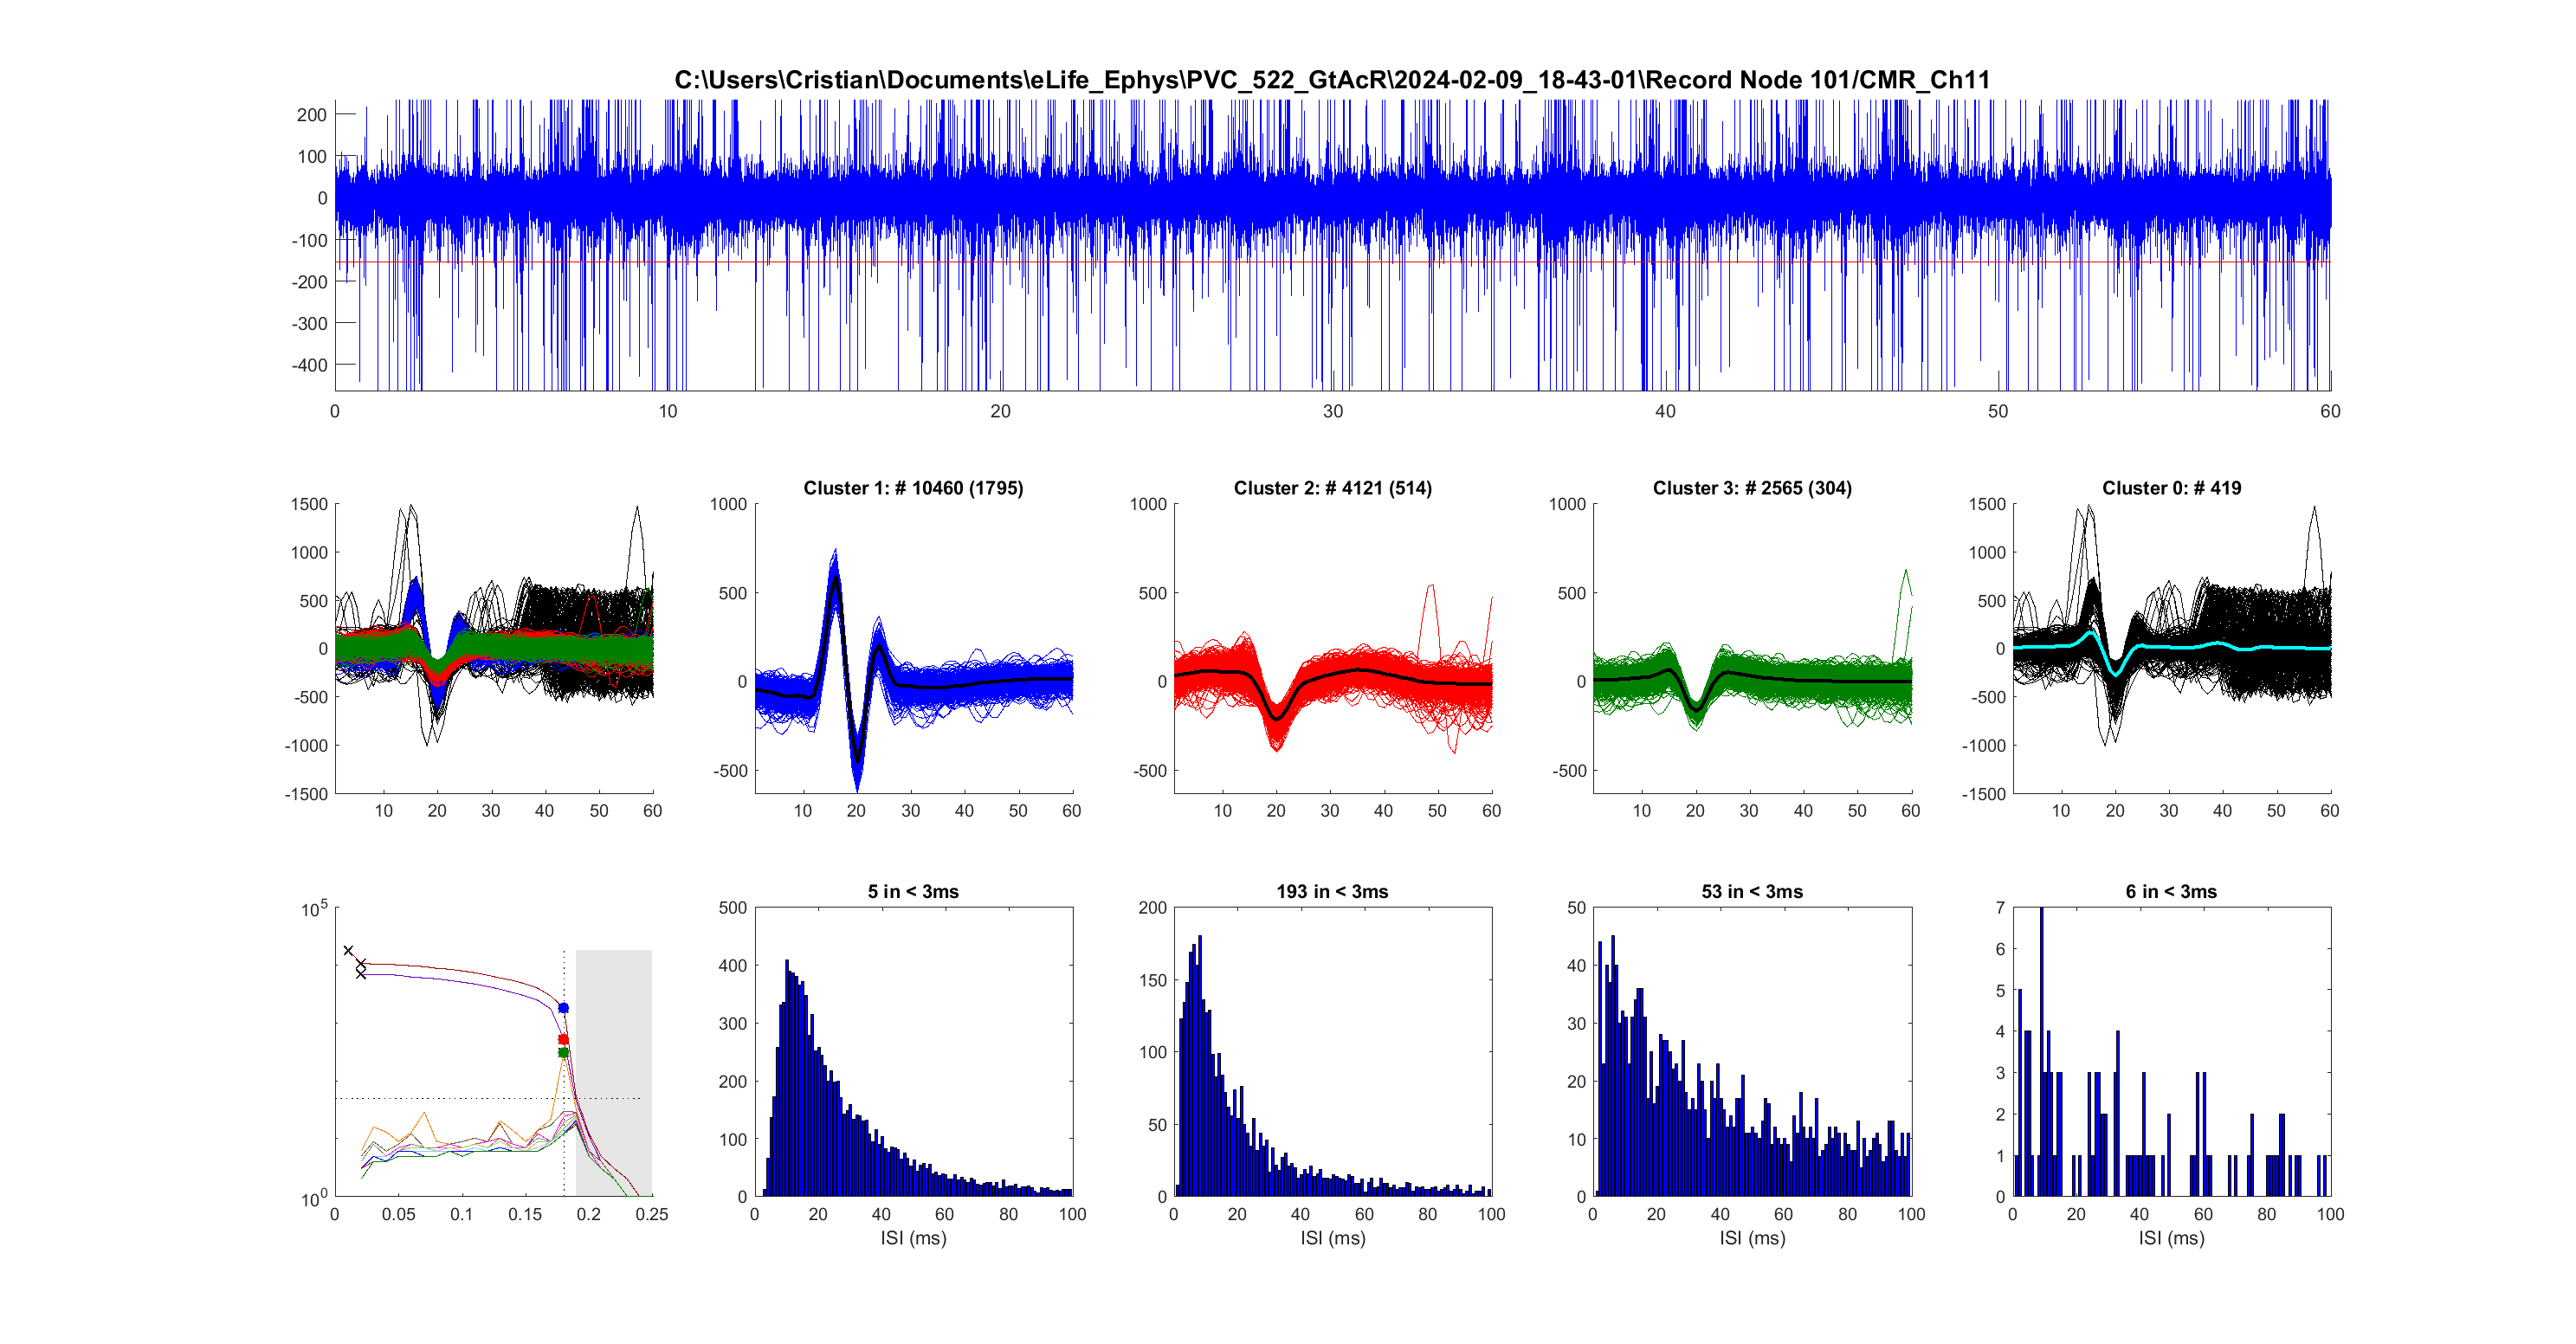 C:\Users\Cristian\Documents\eLife_Ephys\PVC_522_GtAcR\2024-02-09_18-43-01\Record Node 101/CMR_Ch11
200
100
0
-100
-200
-300
-400
0 10 20 30 40 50 60
1500
1000
500
0
-500
-1000
-1500
10 20 30 40 50 60
Cluster 1: # 10460 (1795)
1000
500
0
-500
10 20 30 40 50 60
Cluster 2: # 4121 (514)
1000
500
0
-500
10 20 30 40 50 60
Cluster 3: # 2565 (304)
1000
500
0
-500
10 20 30 40 50 60
Cluster 0: # 419
1500
1000
500
0
-500
-1000
-1500
10 20 30 40 50 60
10^5
10^0
0 0.05 0.1 0.15 0.2 0.25
5 in < 3ms
500
400
300
200
100
0
0 20 40 60 80 100
ISI (ms)
193 in < 3ms
200
150
100
50
0
0 20 40 60 80 100
ISI (ms)
53 in < 3ms
50
40
30
20
10
0
0 20 40 60 80 100
ISI (ms)
6 in < 3ms
7
6
5
4
3
2
1
0
0 20 40 60 80 100
ISI (ms)